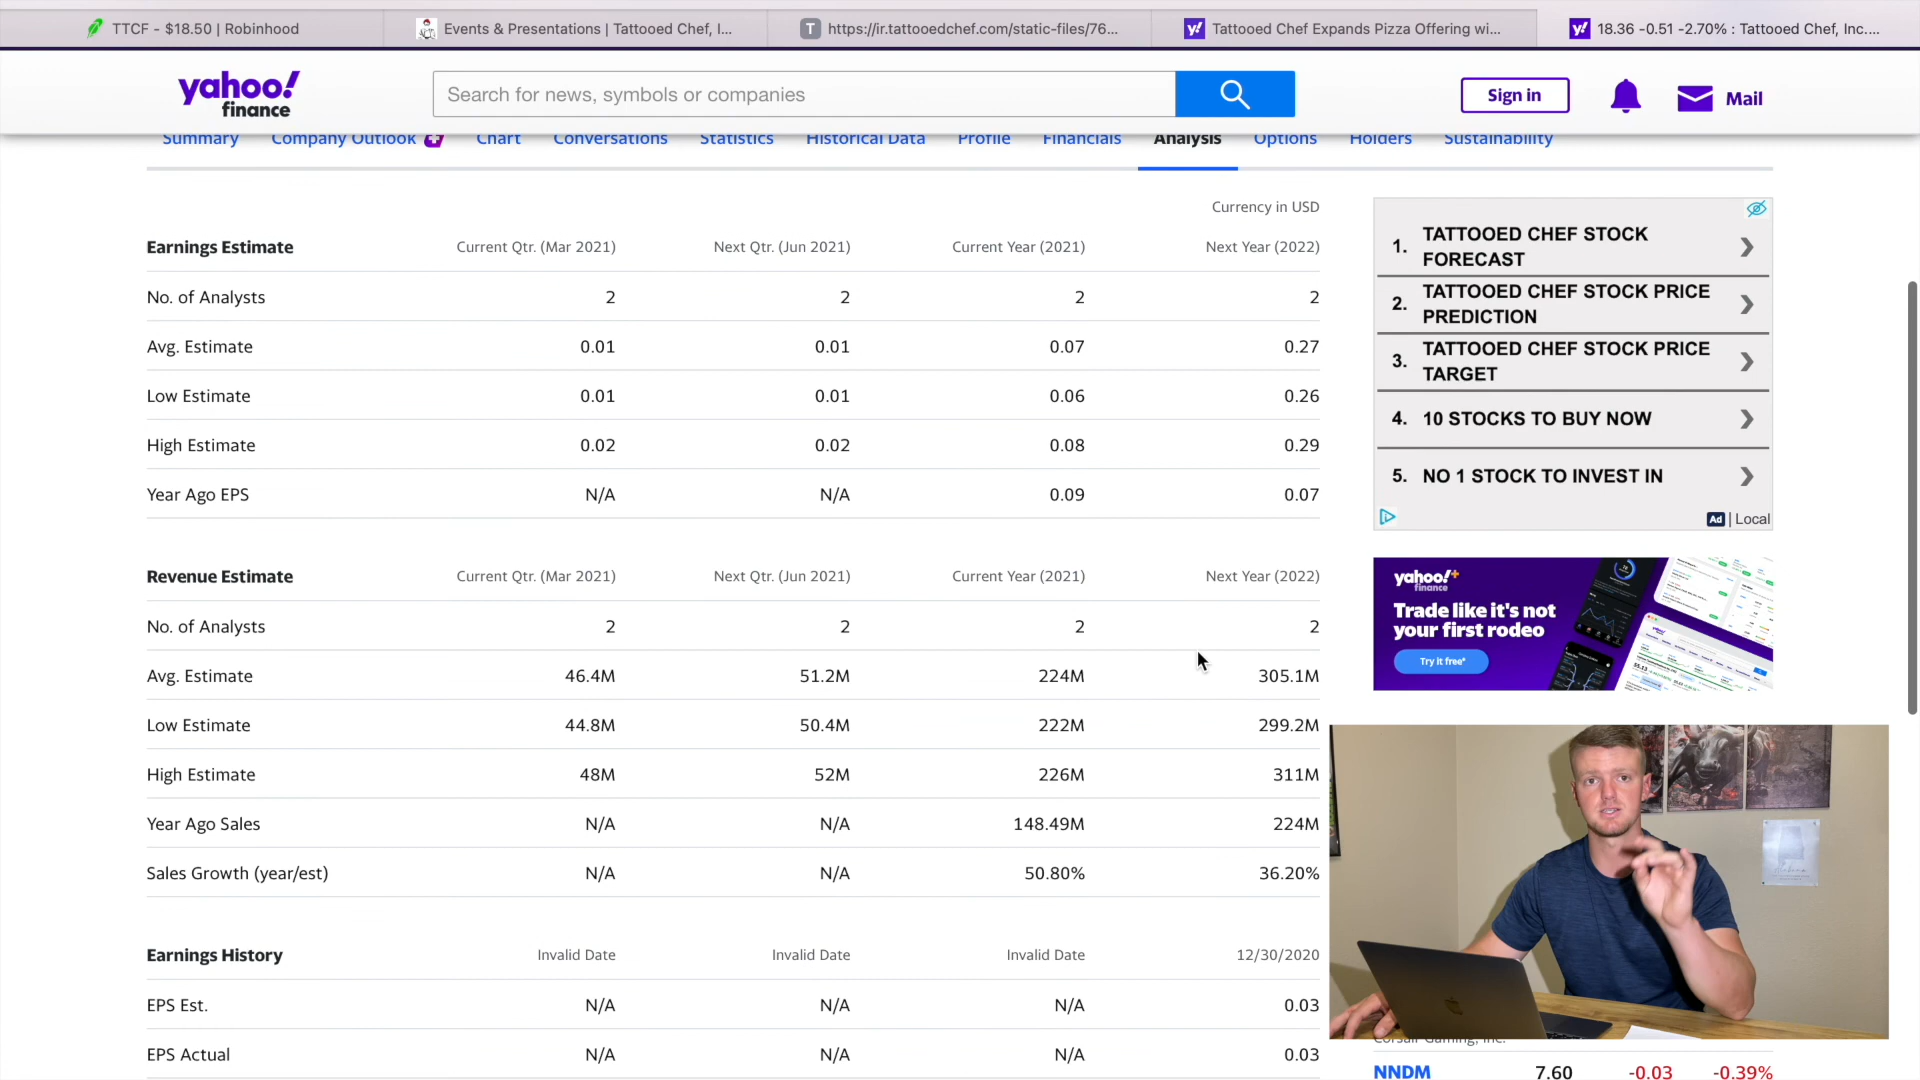 TTCF - $18.50 | Robinhood
Events & Presentations | Tattooed Chef, I...
T https://ir.tattooedchef.com/static-files/76...
y! Tattooed Chef Expands Pizza Offering wi...
y! 18.36 -0.51 -2.70% : Tattooed Chef, Inc....
yahoo!
finance
Search for news, symbols or companies
Sign in
Mail
Summary Company Outlook Chart Conversations Statistics Historical Data Profile Financials Analysis Options Holders Sustainability
Currency in USD
Earnings Estimate Current Qtr. (Mar 2021) Next Qtr. (Jun 2021) Current Year (2021) Next Year (2022)
No. of Analysts 2 2 2 2
Avg. Estimate 0.01 0.01 0.07 0.27
Low Estimate 0.01 0.01 0.06 0.26
High Estimate 0.02 0.02 0.08 0.29
Year Ago EPS N/A N/A 0.09 0.07
Revenue Estimate Current Qtr. (Mar 2021) Next Qtr. (Jun 2021) Current Year (2021) Next Year (2022)
No. of Analysts 2 2 2 2
Avg. Estimate 46.4M 51.2M 224M 305.1M
Low Estimate 44.8M 50.4M 222M 299.2M
High Estimate 48M 52M 226M 311M
Year Ago Sales N/A N/A 148.49M 224M
Sales Growth (year/est) N/A N/A 50.80% 36.20%
Earnings History Invalid Date Invalid Date Invalid Date 12/30/2020
EPS Est. N/A N/A N/A 0.03
EPS Actual N/A N/A N/A 0.03
1. TATTOOED CHEF STOCK
FORECAST
2. TATTOOED CHEF STOCK PRICE
PREDICTION
3. TATTOOED CHEF STOCK PRICE
TARGET
4. 10 STOCKS TO BUY NOW
5. NO 1 STOCK TO INVEST IN
Ad | Local
yahoo!+
finance
Trade like it's not
your first rodeo
Try it free*
Corsair Gaming, Inc.
NNDM 7.60 -0.03 -0.39%